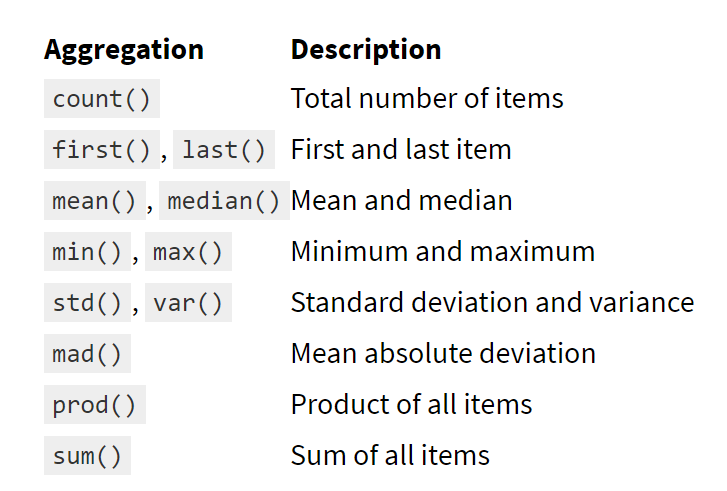 Aggregation Description
count() Total number of items
first(), last() First and last item
mean(), median() Mean and median
min(), max() Minimum and maximum
std(), var() Standard deviation and variance
mad() Mean absolute deviation
prod() Product of all items
sum() Sum of all items